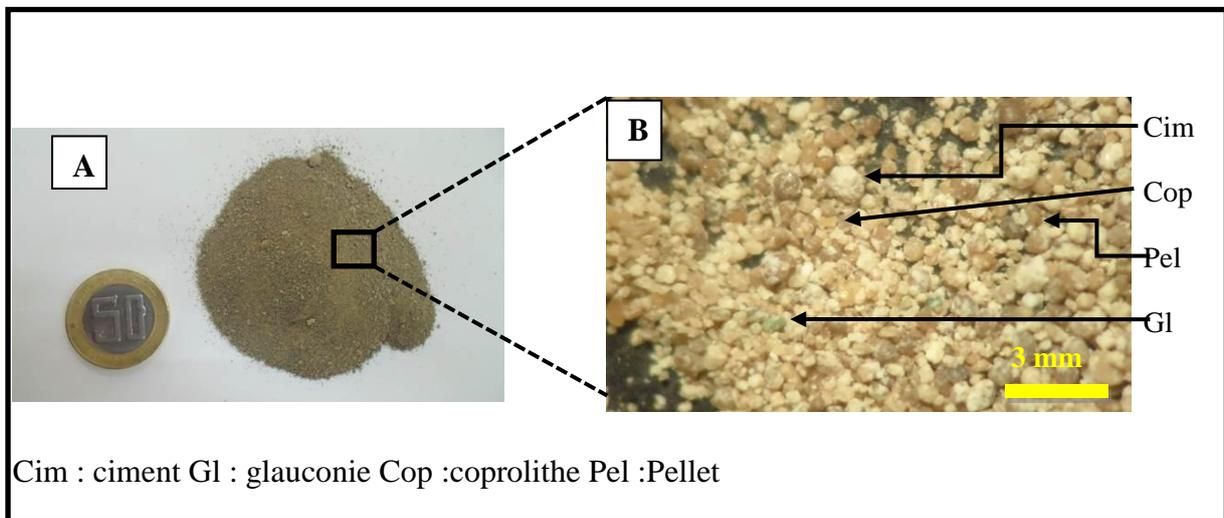 A
50
B
Cim
Cop
Pel
Gl
3 mm
Cim : ciment Gl : glauconie Cop :coprolithe Pel :Pellet